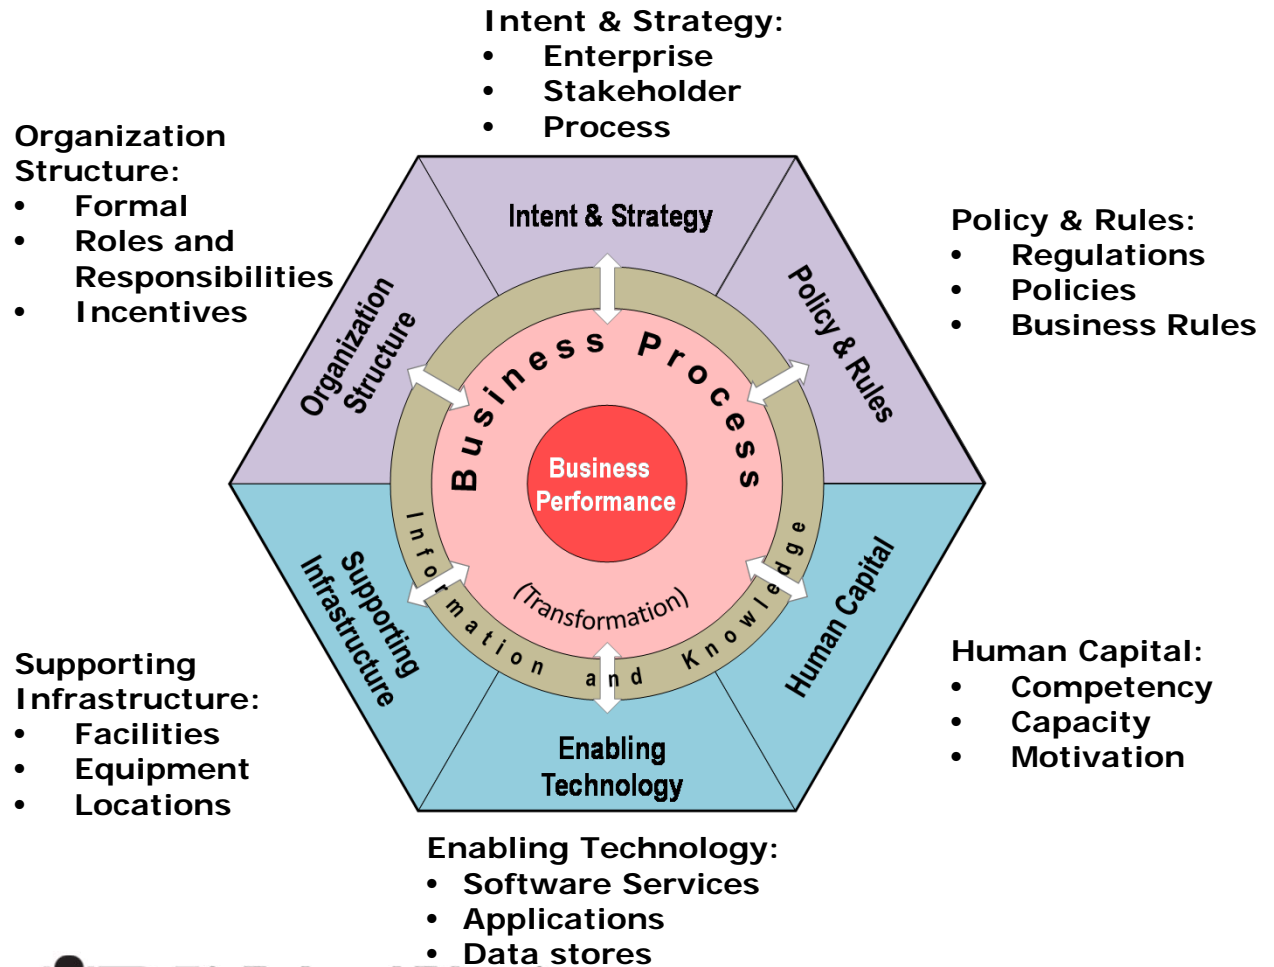 Intent & Strategy:
• Enterprise
• Stakeholder
• Process
Organization
Structure:
• Formal
• Roles and
Responsibilities
• Incentives
Policy & Rules:
• Regulations
• Policies
• Business Rules
Intent & Strategy
Organization
Structure
Policy & Rules
Business Process
Business
Performance
(Transformation)
Information and Knowledge
Supporting
Infrastructure
Human Capital
Enabling
Technology
Supporting
Infrastructure:
• Facilities
• Equipment
• Locations
Human Capital:
• Competency
• Capacity
• Motivation
Enabling Technology:
• Software Services
• Applications
• Data stores